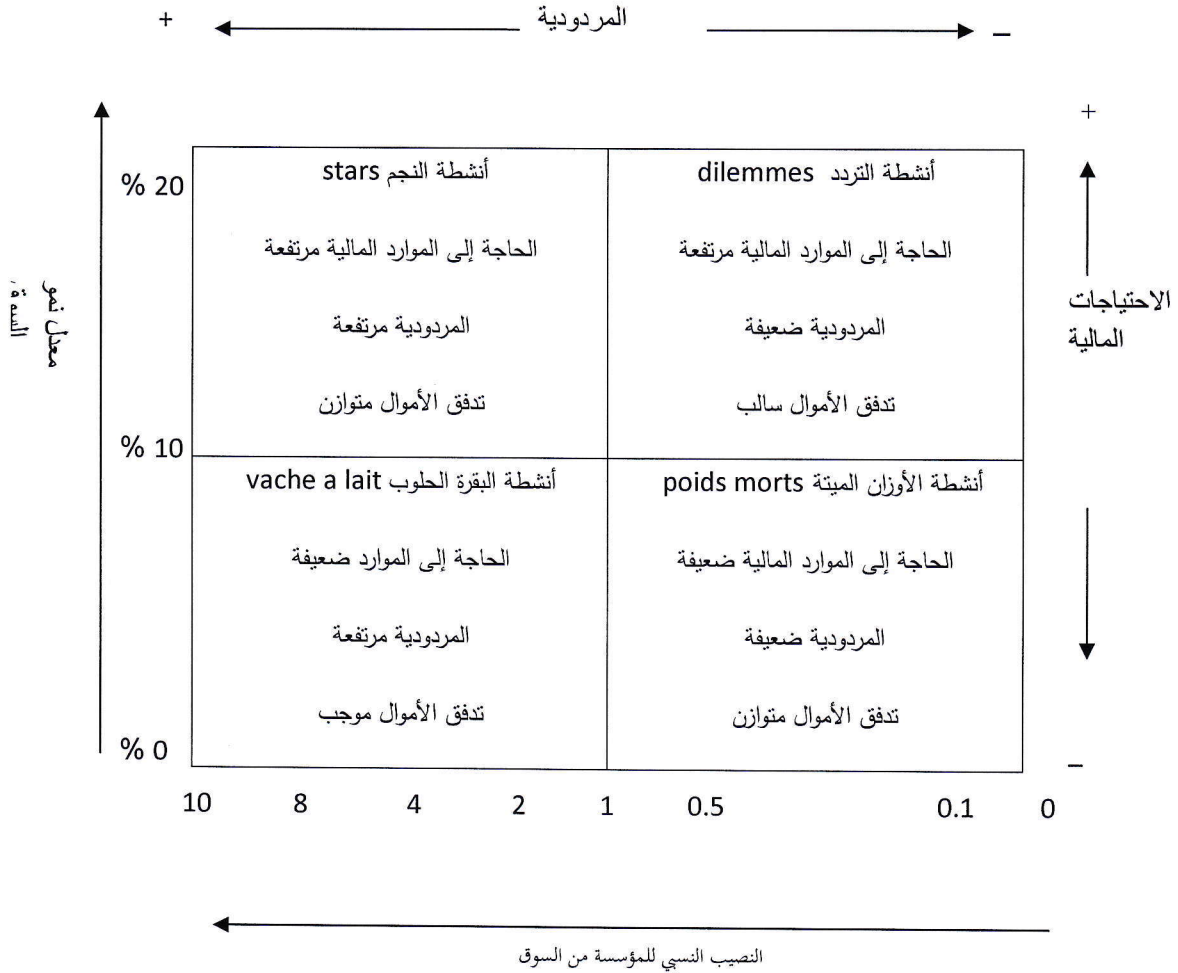 + المردودية –
+
% 20
أنشطة النجم stars
الحاجة إلى الموارد المالية مرتفعة
المردودية مرتفعة
تدفق الأموال متوازن
أنشطة التردد dilemmes
الحاجة إلى الموارد المالية مرتفعة
المردودية ضعيفة
تدفق الأموال سالب
الاحتياجات
المالية
معدل نمو
% 10
أنشطة البقرة الحلوب vache a lait
الحاجة إلى الموارد ضعيفة
المردودية مرتفعة
تدفق الأموال موجب
أنشطة الأوزان الميتة poids morts
الحاجة إلى الموارد المالية ضعيفة
المردودية ضعيفة
تدفق الأموال متوازن
% 0
–
10 8 4 2 1 0.5 0.1 0
النصيب النسبي للمؤسسة من السوق